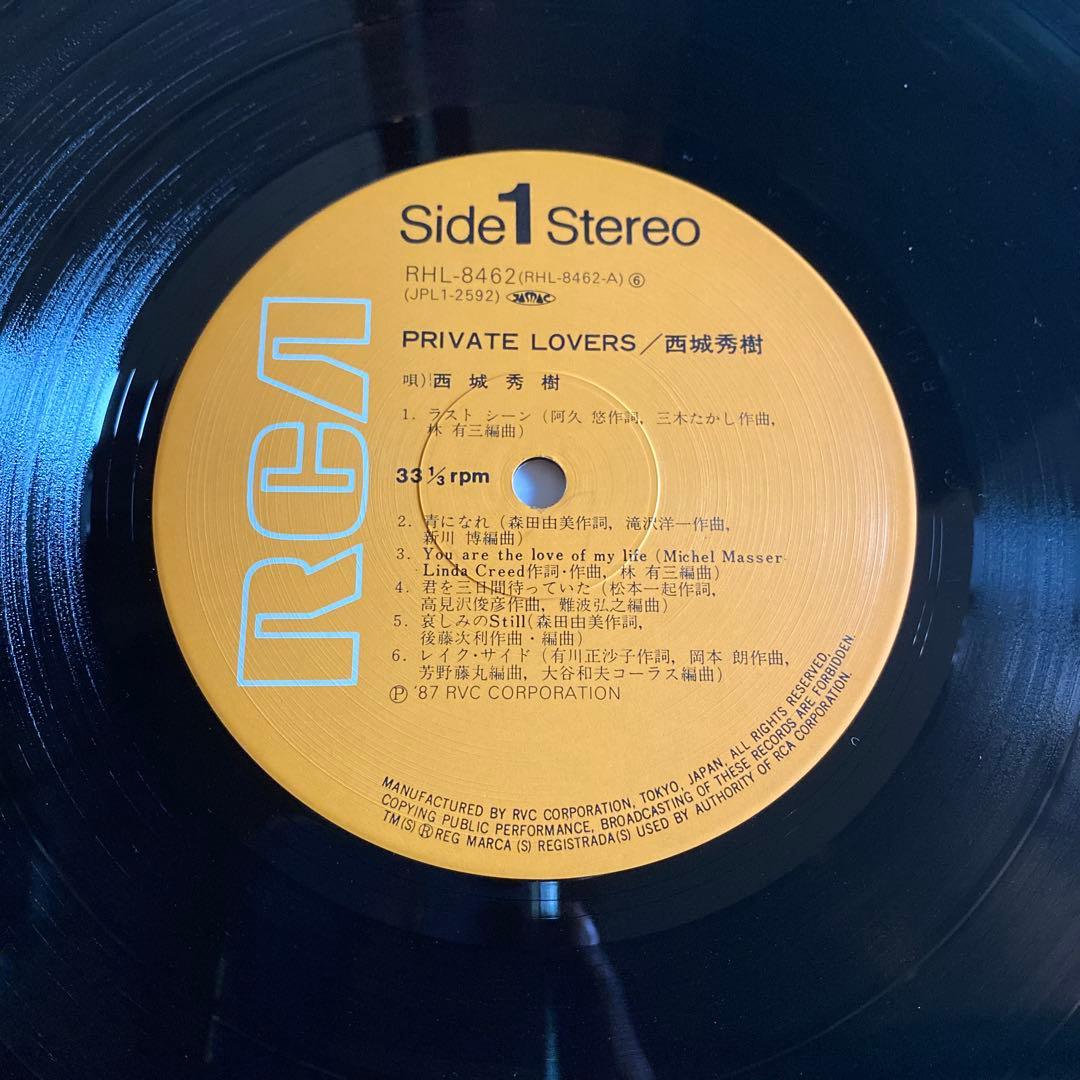 Side 1 Stereo
RHL-8462(RHL-8462-A)⑥
(JPL1-2592) JASRAC
PRIVATE LOVERS／西城秀樹
唄)西城秀樹
1. ラスト シーン (阿久 悠作詞, 三木たかし作曲,
林 有三編曲)
33 1/3 rpm
2. 青になれ (森田由美作詞, 滝沢洋一作曲,
新川 博編曲)
3. You are the love of my life (Michel Masser・
Linda Creed作詞・作曲, 林 有三編曲)
4. 君を三日間待っていた (松本一起作詞,
高見沢俊彦作曲, 難波弘之編曲)
5. 哀しみのStill(森田由美作詞,
後藤次利作曲・編曲)
6. レイク・サイド (有川正沙子作詞, 岡本 朗作曲,
芳野藤丸編曲, 大谷和夫コーラス編曲)
Ⓟ '87 RVC CORPORATION
RCA
MANUFACTURED BY RVC CORPORATION, TOKYO, JAPAN, ALL RIGHTS RESERVED,
COPYING PUBLIC PERFORMANCE, BROADCASTING OF THESE RECORDS ARE FORBIDDEN.
TM(S) ® REG MARCA (S) REGISTRADA(S) USED BY AUTHORITY OF RCA CORPORATION.